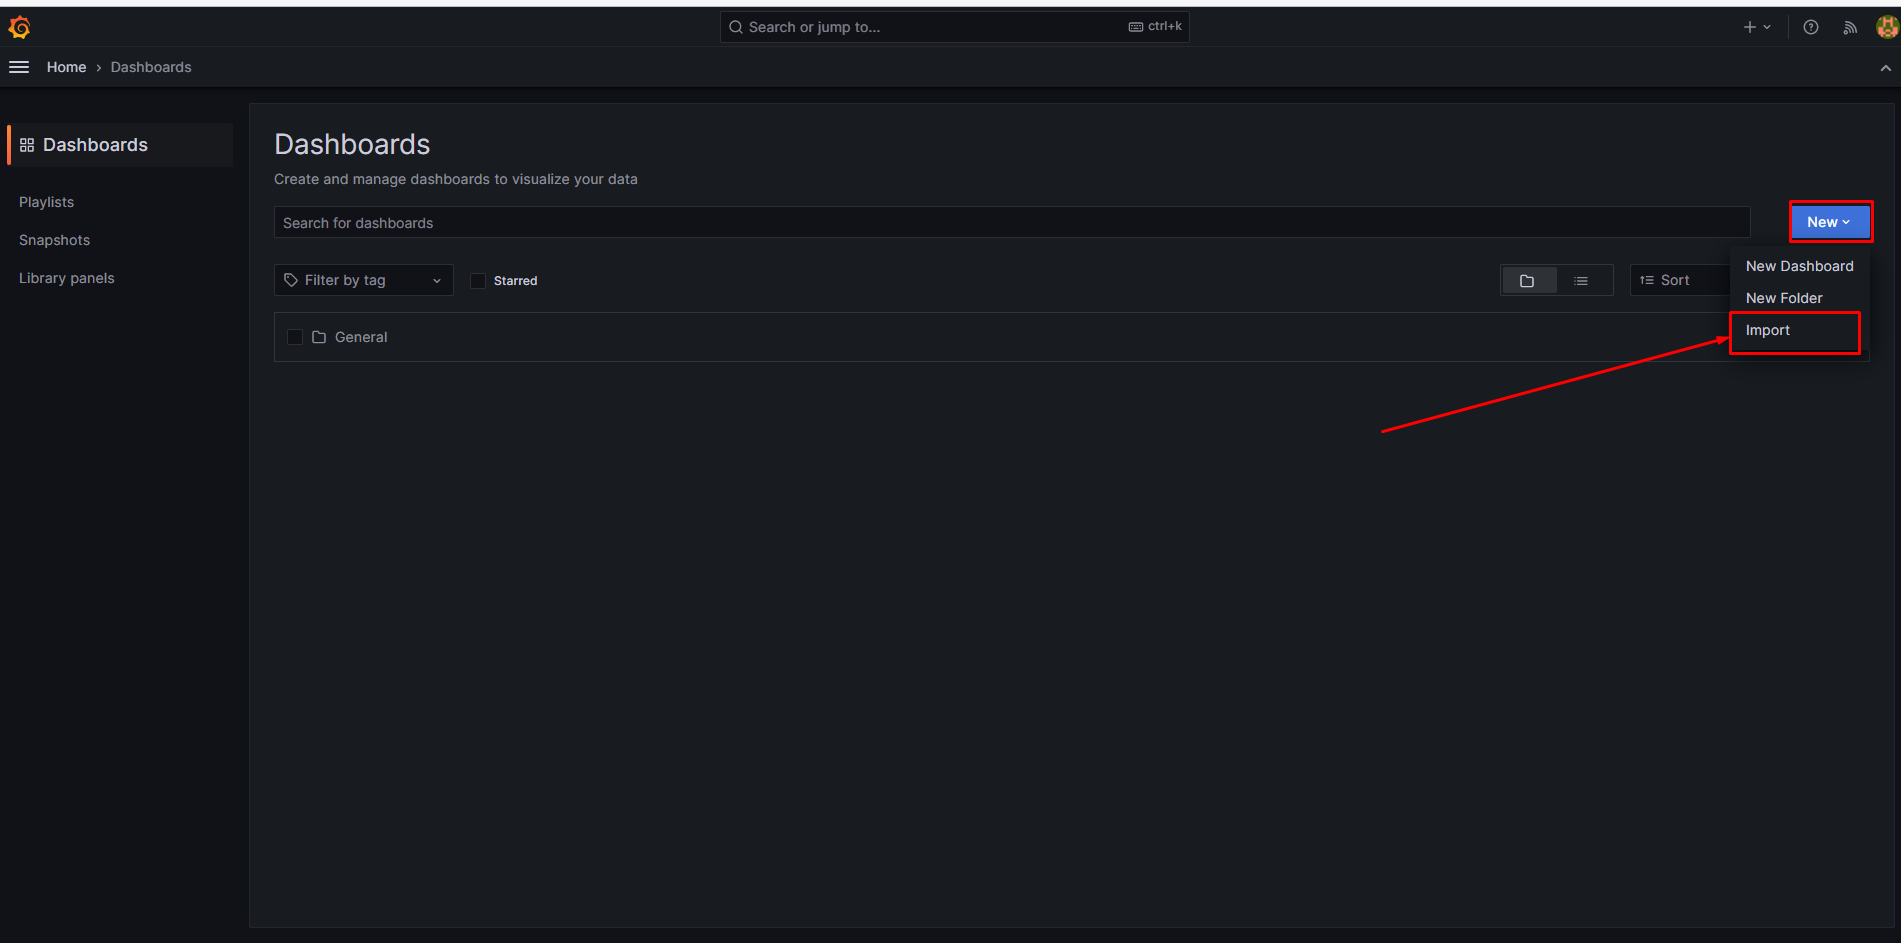 Search or jump to...
ctrl+k
Home › Dashboards
Dashboards
Playlists
Snapshots
Library panels
Dashboards
Create and manage dashboards to visualize your data
Search for dashboards
New
Filter by tag
Starred
Sort
New Dashboard
New Folder
Import
General